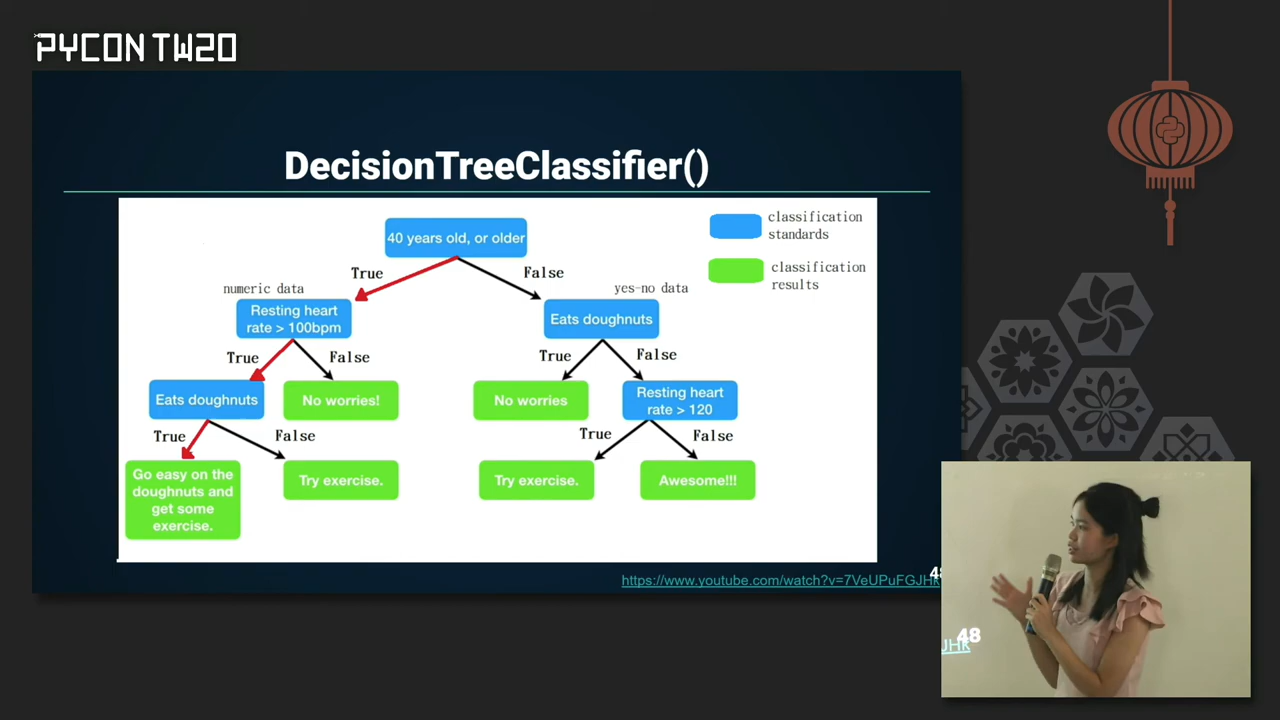 PYCON TW20
DecisionTreeClassifier()
40 years old, or older
classification
standards
classification
results
True
False
numeric data
yes-no data
Resting heart
rate > 100bpm
Eats doughnuts
True
False
True
False
Eats doughnuts
No worries!
No worries
Resting heart
rate > 120
True
False
True
False
Go easy on the
doughnuts and
get some
exercise.
Try exercise.
Try exercise.
Awesome!!!
https://www.youtube.com/watch?v=7VeUPuFGJHk
48
JHk